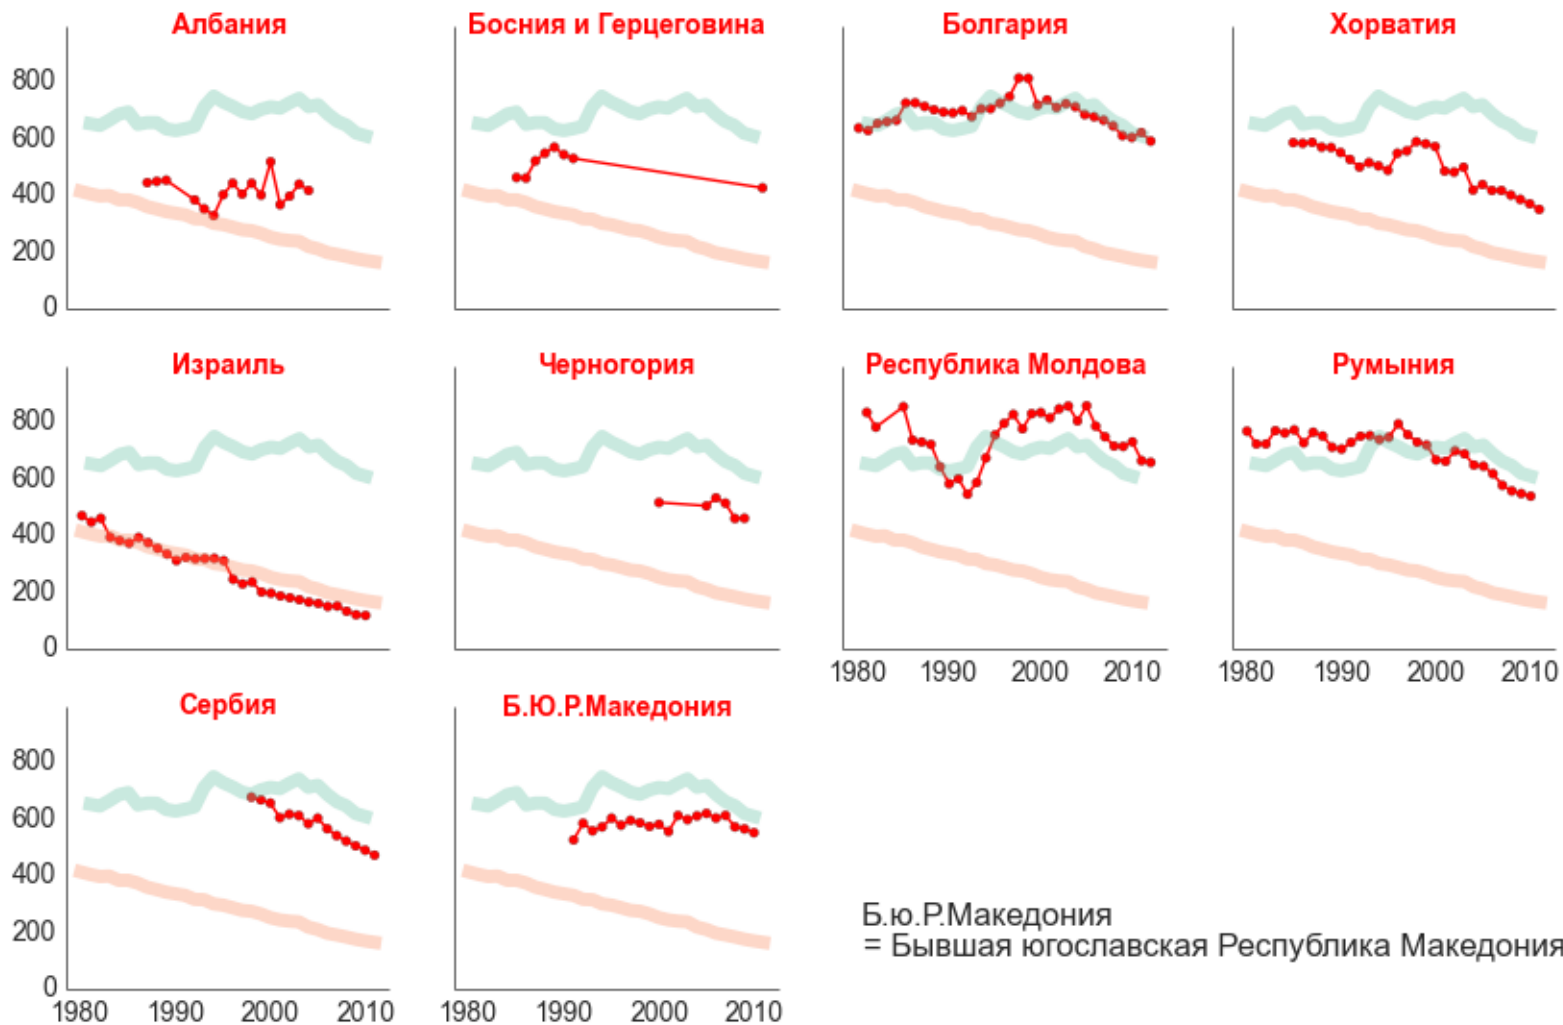 Албания
Босния и Герцеговина
Болгария
Хорватия
800
600
400
200
0
Израиль
Черногория
Республика Молдова
Румыния
800
600
400
200
0
1980 1990 2000 2010
1980 1990 2000 2010
Сербия
Б.Ю.Р.Македония
800
600
400
200
0
1980 1990 2000 2010
1980 1990 2000 2010
Б.ю.Р.Македония
= Бывшая югославская Республика Македония